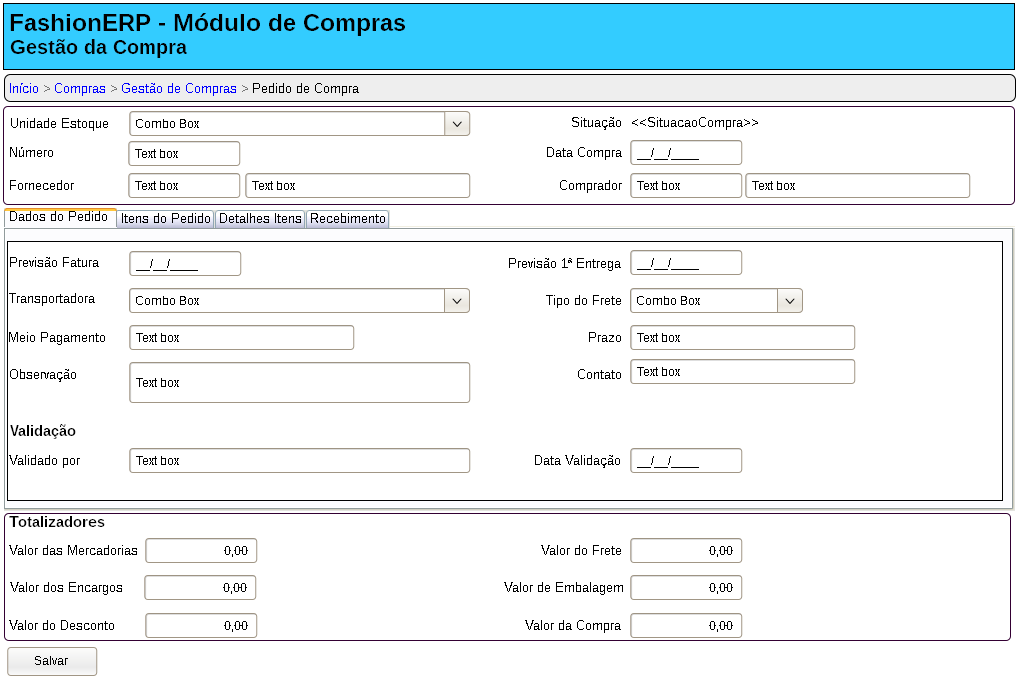 FashionERP - Módulo de Compras
Gestão da Compra
Início > Compras > Gestão de Compras > Pedido de Compra
Unidade Estoque Combo Box Situação <<SituacaoCompra>>
Número Text box Data Compra __/__/____
Fornecedor Text box Text box Comprador Text box Text box
Dados do Pedido Itens do Pedido Detalhes Itens Recebimento
Previsão Fatura __/__/____ Previsão 1ª Entrega __/__/____
Transportadora Combo Box Tipo do Frete Combo Box
Meio Pagamento Text box Prazo Text box
Observação Text box Contato Text box
Validação
Validado por Text box Data Validação __/__/____
Totalizadores
Valor das Mercadorias 0,00 Valor do Frete 0,00
Valor dos Encargos 0,00 Valor de Embalagem 0,00
Valor do Desconto 0,00 Valor da Compra 0,00
Salvar